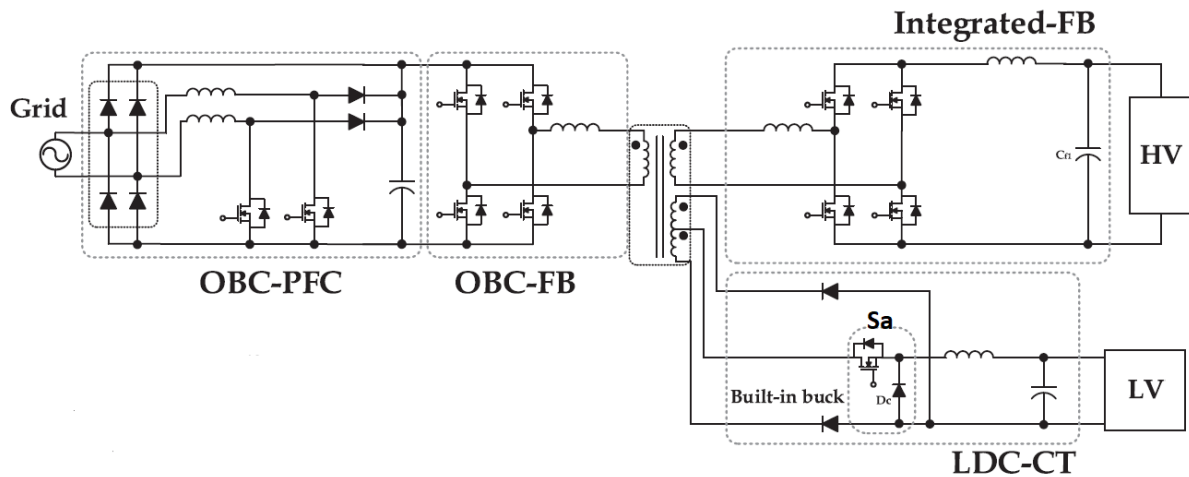 Integrated-FB
Grid
Cf1
HV
OBC-PFC
OBC-FB
Sa
Built-in buck
Dc
LV
LDC-CT